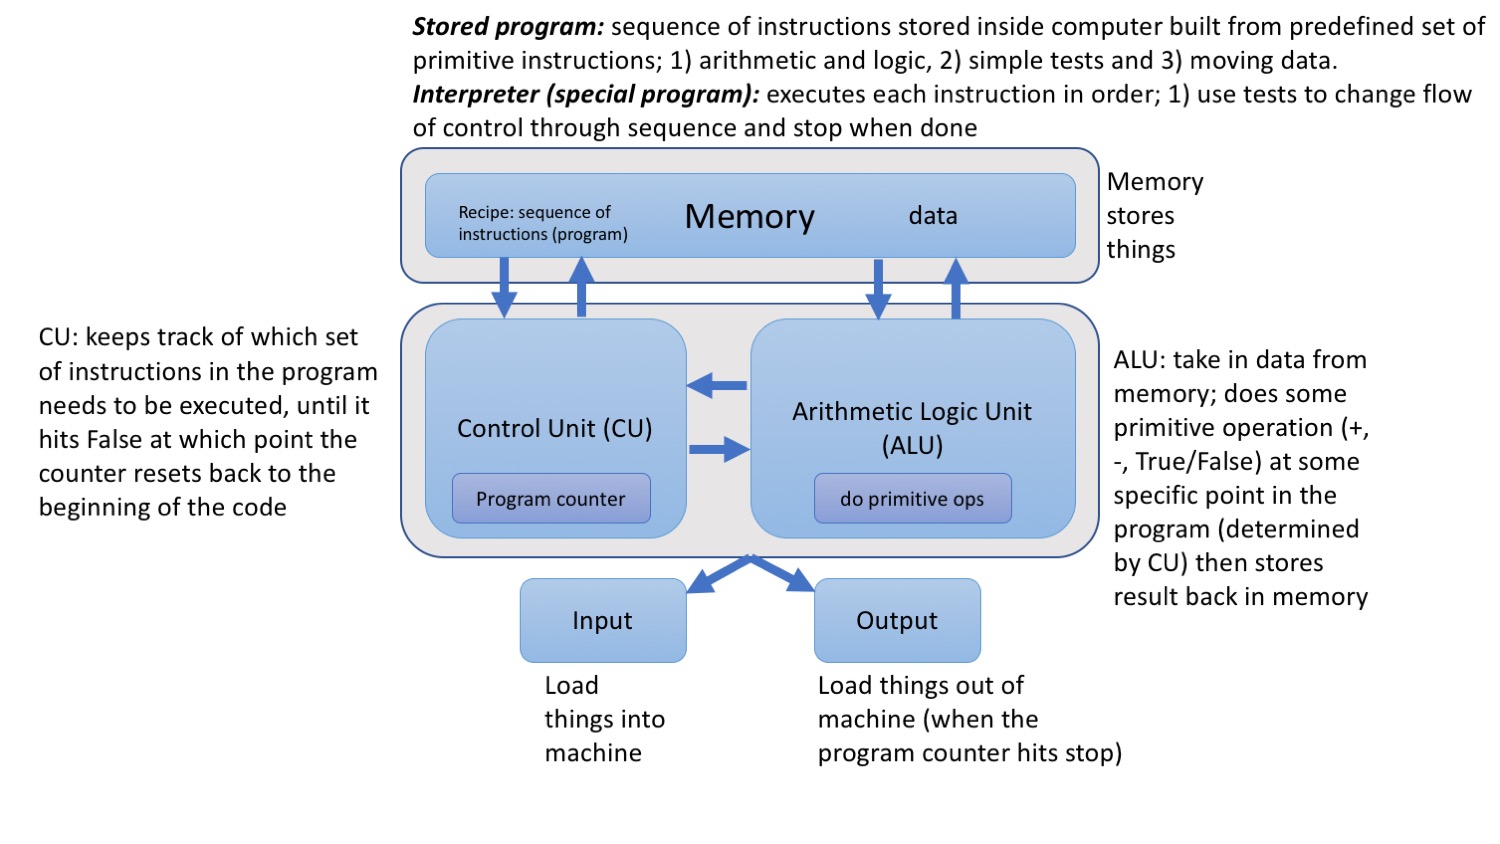 Stored program: sequence of instructions stored inside computer built from predefined set of
primitive instructions; 1) arithmetic and logic, 2) simple tests and 3) moving data.
Interpreter (special program): executes each instruction in order; 1) use tests to change flow
of control through sequence and stop when done
Recipe: sequence of
instructions (program)
Memory
data
Memory
stores
things
CU: keeps track of which set
of instructions in the program
needs to be executed, until it
hits False at which point the
counter resets back to the
beginning of the code
Control Unit (CU)
Program counter
Arithmetic Logic Unit
(ALU)
do primitive ops
ALU: take in data from
memory; does some
primitive operation (+,
-, True/False) at some
specific point in the
program (determined
by CU) then stores
result back in memory
Input
Output
Load
things into
machine
Load things out of
machine (when the
program counter hits stop)